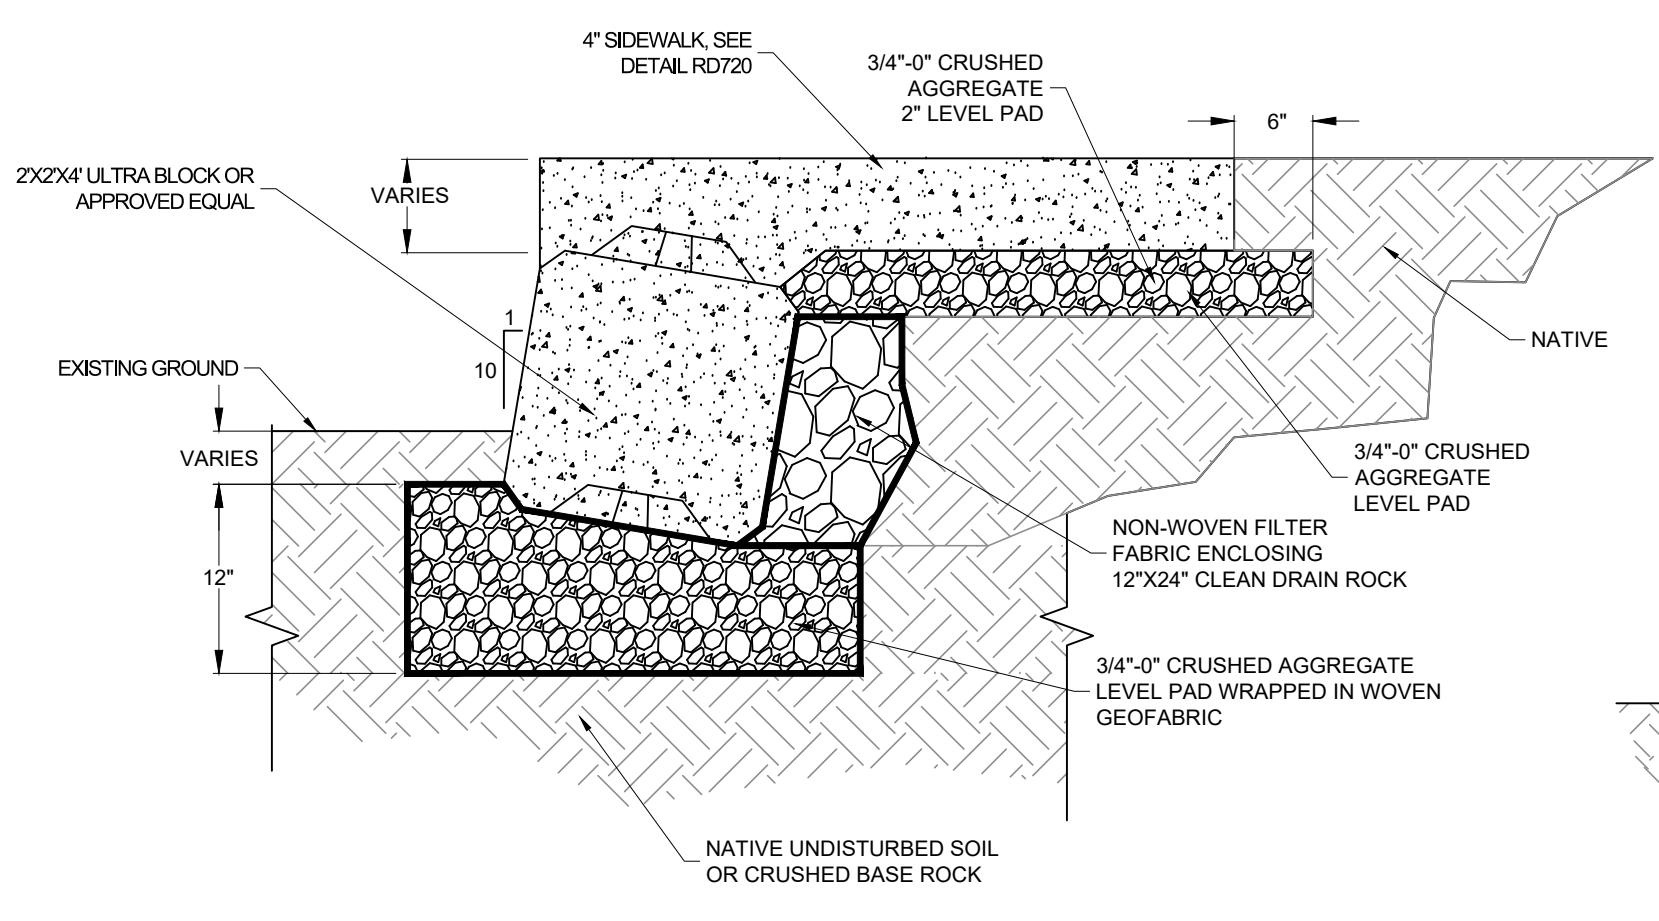 4" SIDEWALK, SEE
DETAIL RD720
3/4"-0" CRUSHED
AGGREGATE
2" LEVEL PAD
6"
2'X2'X4' ULTRA BLOCK OR
APPROVED EQUAL
VARIES
1
10
EXISTING GROUND
VARIES
12"
NATIVE
3/4"-0" CRUSHED
AGGREGATE
LEVEL PAD
NON-WOVEN FILTER
FABRIC ENCLOSING
12"X24" CLEAN DRAIN ROCK
3/4"-0" CRUSHED AGGREGATE
LEVEL PAD WRAPPED IN WOVEN
GEOFABRIC
NATIVE UNDISTURBED SOIL
OR CRUSHED BASE ROCK